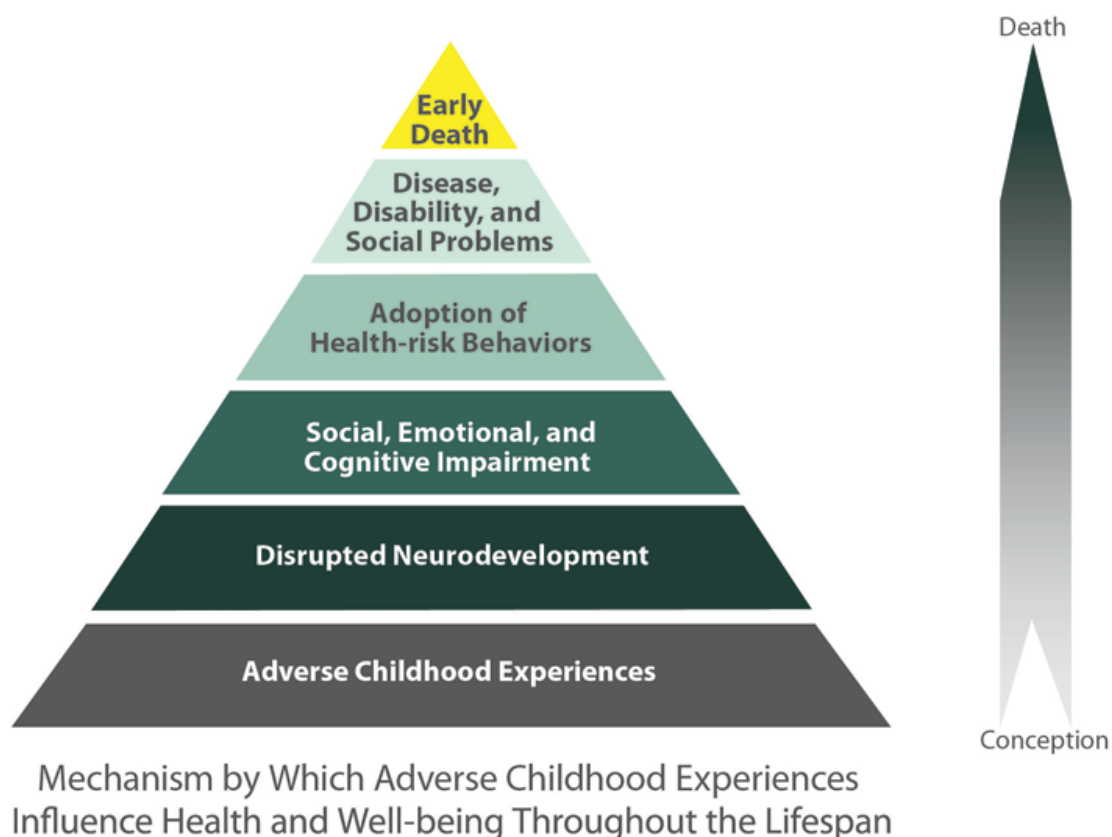 Death
Early
Death
Disease,
Disability, and
Social Problems
Adoption of
Health-risk Behaviors
Social, Emotional, and
Cognitive Impairment
Disrupted Neurodevelopment
Adverse Childhood Experiences
Conception
Mechanism by Which Adverse Childhood Experiences
Influence Health and Well-being Throughout the Lifespan